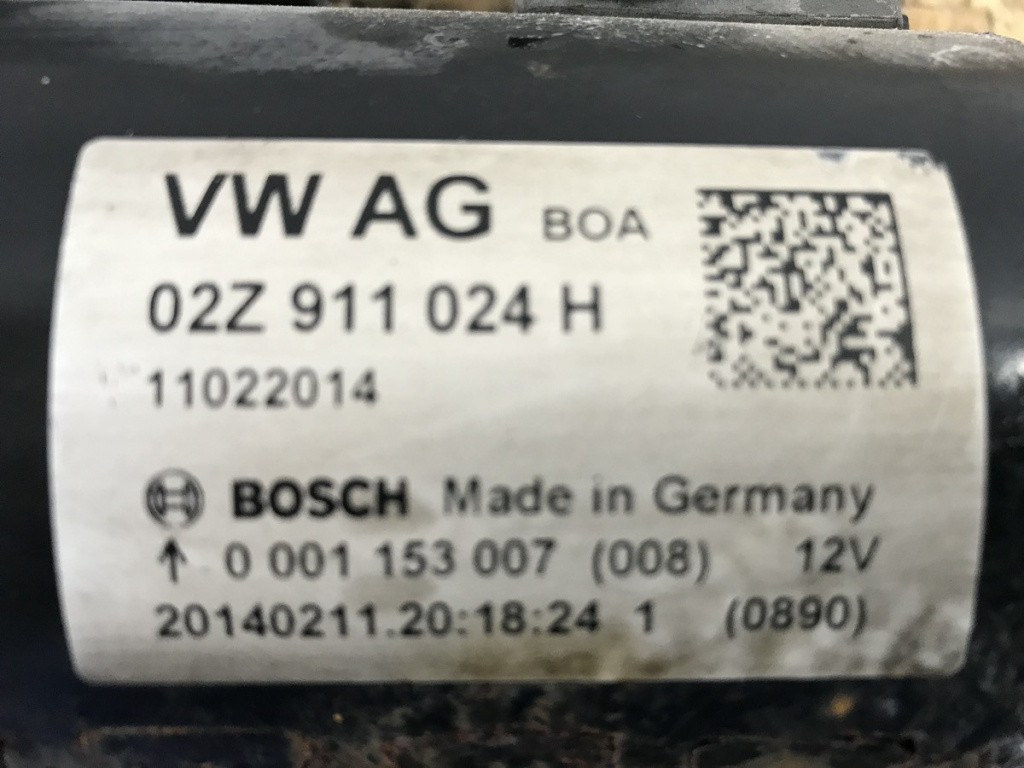 VW AG BOA
02Z 911 024 H
11022014
BOSCH Made in Germany
↑ 0 001 153 007 (008) 12V
20140211.20:18:24 1 (0890)